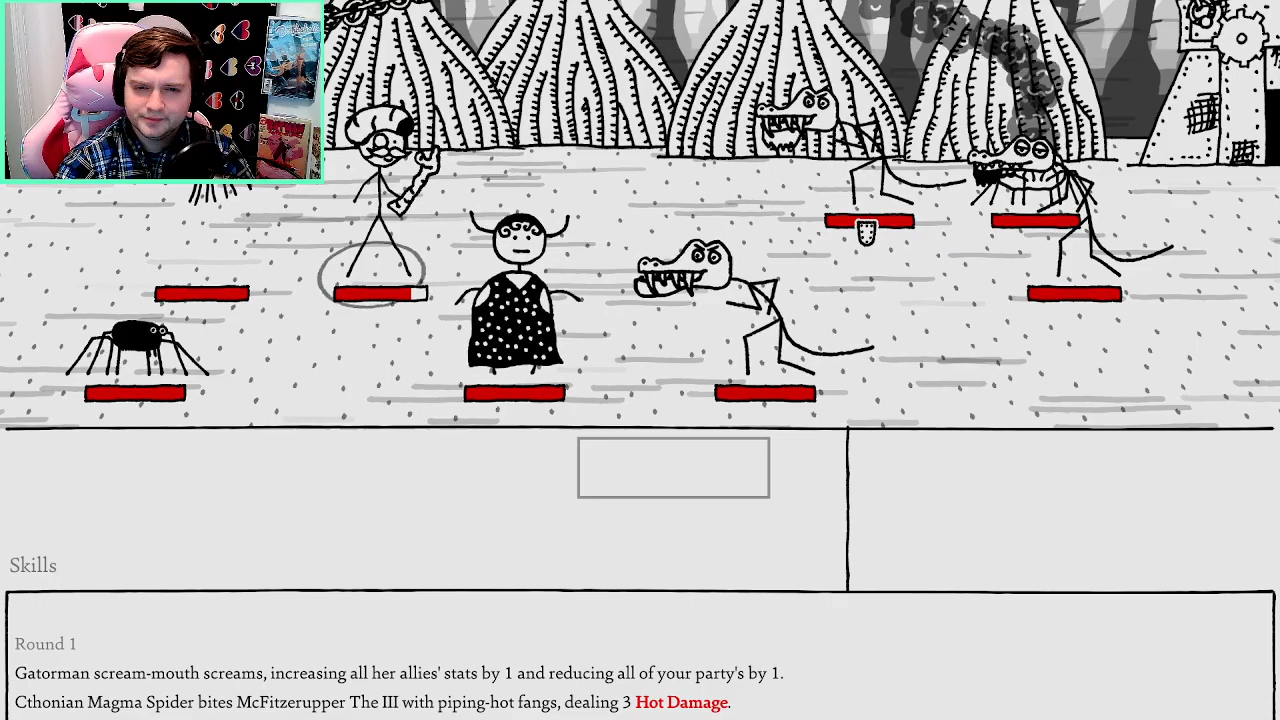 Skills
Round 1
Gatorman scream-mouth screams, increasing all her allies' stats by 1 and reducing all of your party's by 1.
Cthonian Magma Spider bites McFitzerupper The III with piping-hot fangs, dealing 3 Hot Damage.